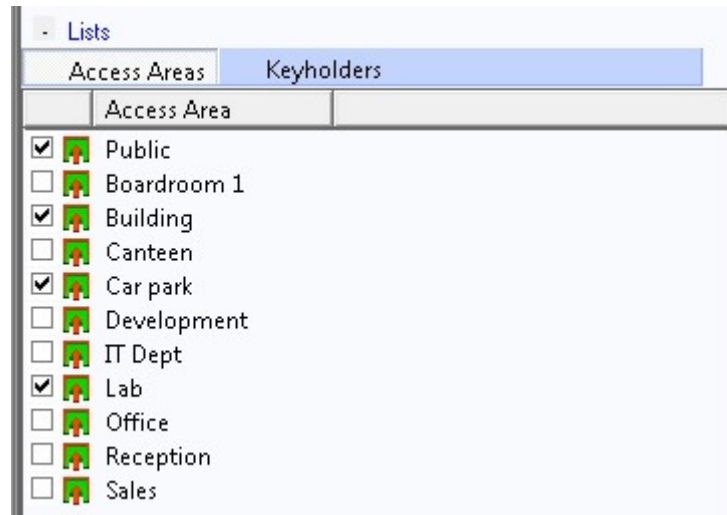 Lists
Access Areas Keyholders
Access Area
Public
Boardroom 1
Building
Canteen
Car park
Development
IT Dept
Lab
Office
Reception
Sales